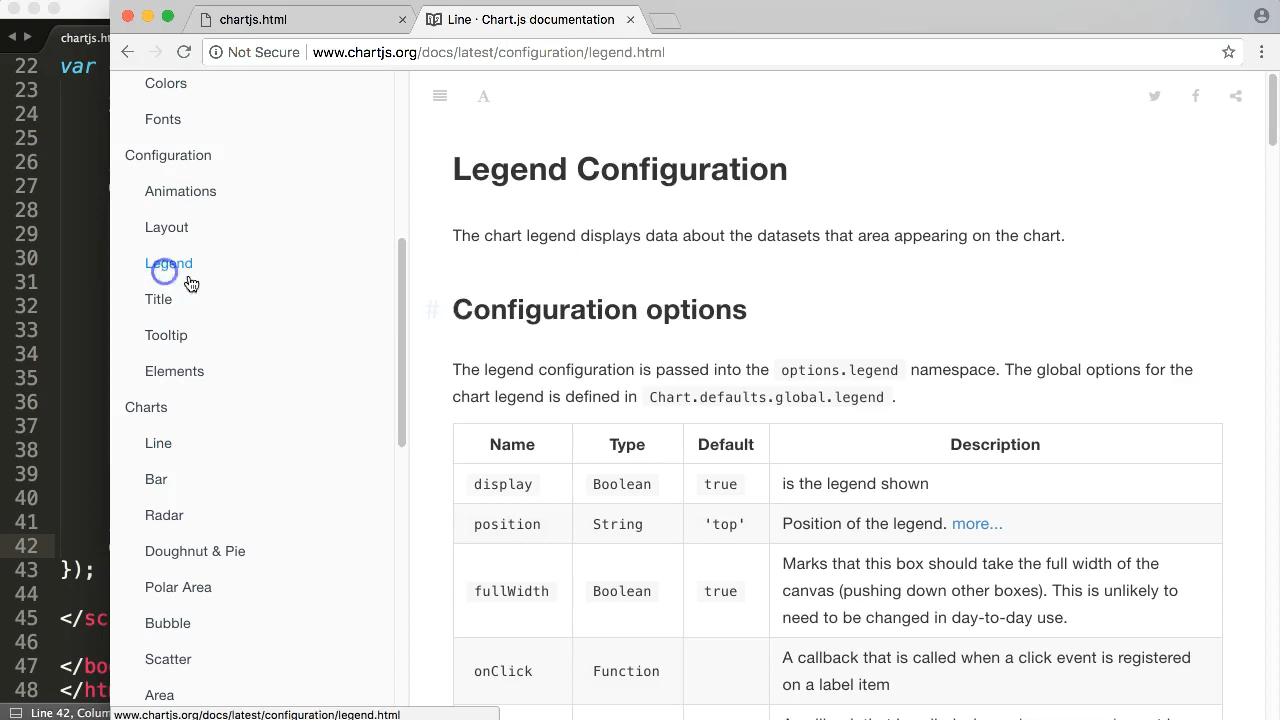 chartjs.html
Line · Chart.js documentation
Not Secure
www.chartjs.org/docs/latest/configuration/legend.html
chartjs.h
22 var
23
24
25
26
27
28
29
30
31
32
33
34
35
36
37
38
39
40
41
42
43 });
44
45 </sc
46
47 </bo
48 </ht
Line 42, Colum
Colors
Fonts
Configuration
Animations
Layout
Legend
Title
Tooltip
Elements
Charts
Line
Bar
Radar
Doughnut & Pie
Polar Area
Bubble
Scatter
Area
www.chartjs.org/docs/latest/configuration/legend.html
A
Legend Configuration
The chart legend displays data about the datasets that area appearing on the chart.
# Configuration options
The legend configuration is passed into the options.legend namespace. The global options for the
chart legend is defined in Chart.defaults.global.legend .
Name Type Default Description
display Boolean true is the legend shown
position String 'top' Position of the legend. more...
fullWidth Boolean true Marks that this box should take the full width of the
canvas (pushing down other boxes). This is unlikely to
need to be changed in day-to-day use.
onClick Function A callback that is called when a click event is registered
on a label item